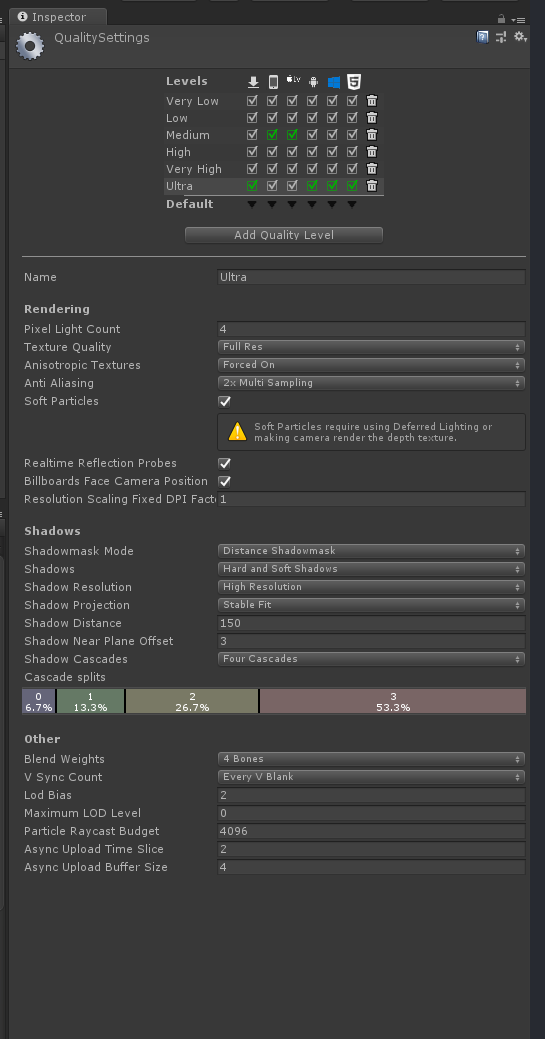 Inspector
QualitySettings
Levels tv
Very Low
Low
Medium
High
Very High
Ultra
Default
Add Quality Level
Name Ultra
Rendering
Pixel Light Count 4
Texture Quality Full Res
Anisotropic Textures Forced On
Anti Aliasing 2x Multi Sampling
Soft Particles
Soft Particles require using Deferred Lighting or
making camera render the depth texture.
Realtime Reflection Probes
Billboards Face Camera Position
Resolution Scaling Fixed DPI Fact 1
Shadows
Shadowmask Mode Distance Shadowmask
Shadows Hard and Soft Shadows
Shadow Resolution High Resolution
Shadow Projection Stable Fit
Shadow Distance 150
Shadow Near Plane Offset 3
Shadow Cascades Four Cascades
Cascade splits
0 1 2 3
6.7% 13.3% 26.7% 53.3%
Other
Blend Weights 4 Bones
V Sync Count Every V Blank
Lod Bias 2
Maximum LOD Level 0
Particle Raycast Budget 4096
Async Upload Time Slice 2
Async Upload Buffer Size 4